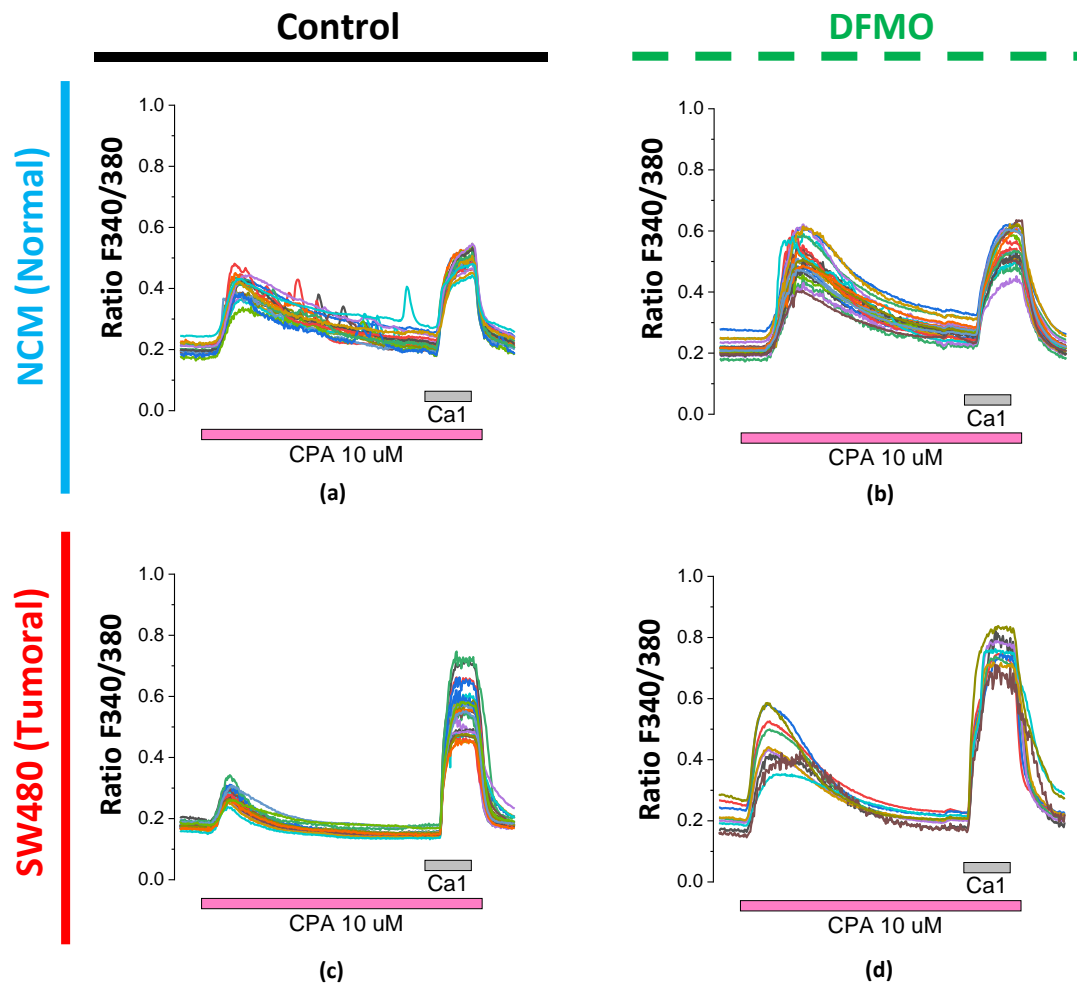 Control
DFMO
NCM (Normal)
Ratio F340/380
1.0
0.8
0.6
0.4
0.2
0.0
Ca1
CPA 10 uM
(a)
Ratio F340/380
1.0
0.8
0.6
0.4
0.2
0.0
Ca1
CPA 10 uM
(b)
SW480 (Tumoral)
Ratio F340/380
1.0
0.8
0.6
0.4
0.2
0.0
Ca1
CPA 10 uM
(c)
Ratio F340/380
1.0
0.8
0.6
0.4
0.2
0.0
Ca1
CPA 10 uM
(d)